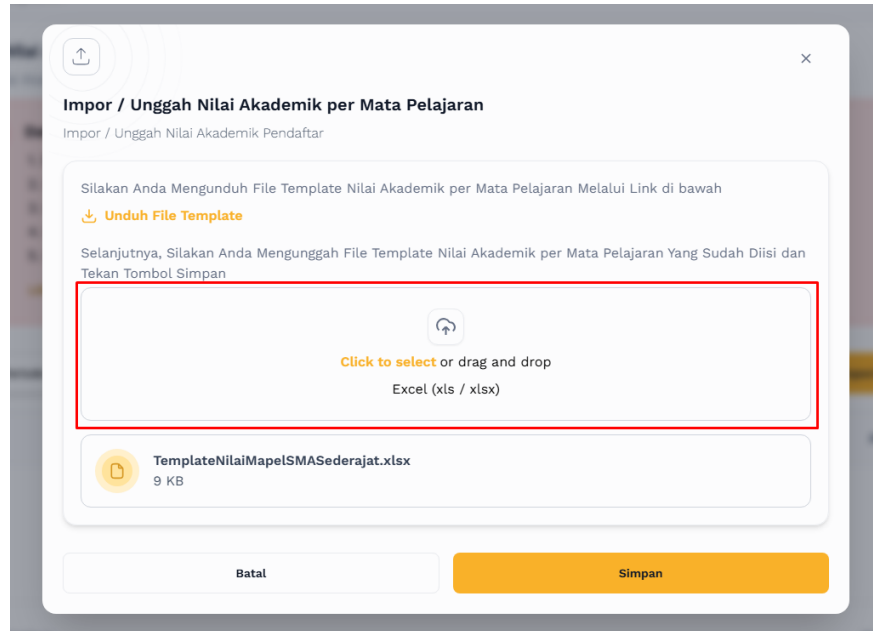 Impor / Unggah Nilai Akademik per Mata Pelajaran
Impor / Unggah Nilai Akademik Pendaftar
Silakan Anda Mengunduh File Template Nilai Akademik per Mata Pelajaran Melalui Link di bawah
Unduh File Template
Selanjutnya, Silakan Anda Mengunggah File Template Nilai Akademik per Mata Pelajaran Yang Sudah Diisi dan
Tekan Tombol Simpan
Click to select or drag and drop
Excel (xls / xlsx)
TemplateNilaiMapelSMASederajat.xlsx
9 KB
Batal
Simpan